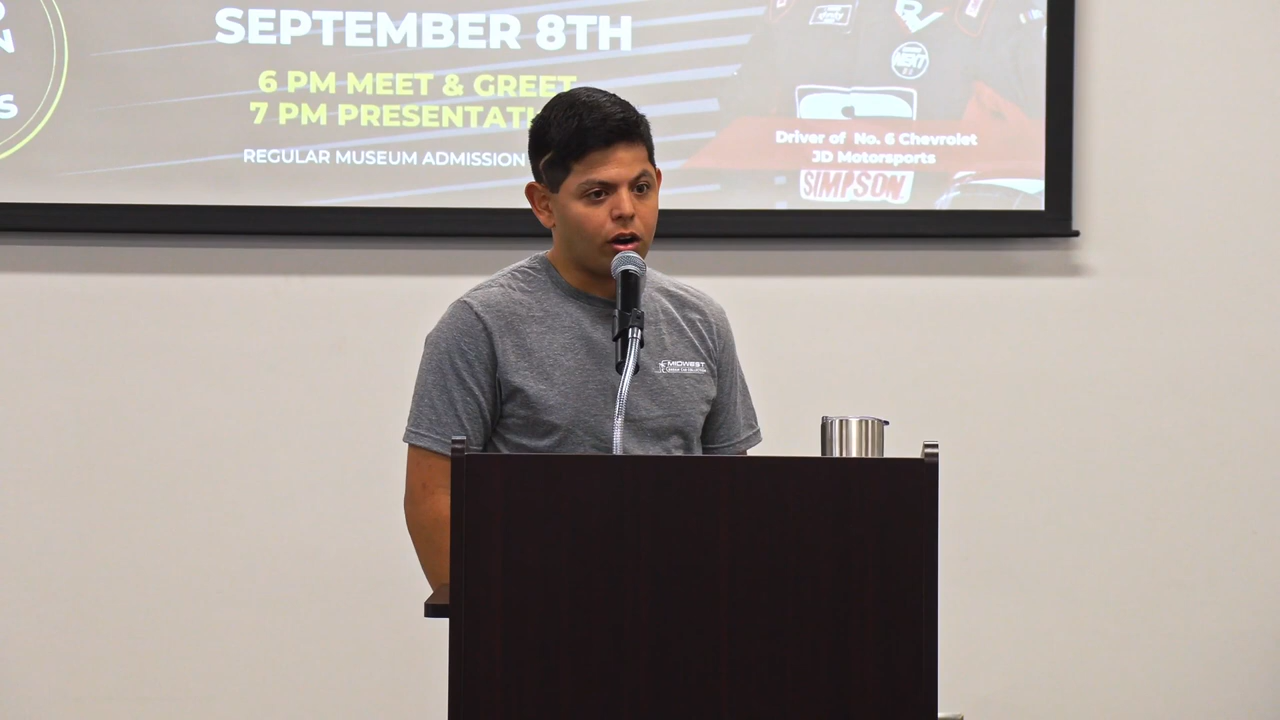 N
S
SEPTEMBER 8TH
6 PM MEET & GREET
7 PM PRESENTATI
REGULAR MUSEUM ADMISSION
NEXT
Driver of No. 6 Chevrolet
JD Motorsports
SIMPSON
MIDWEST